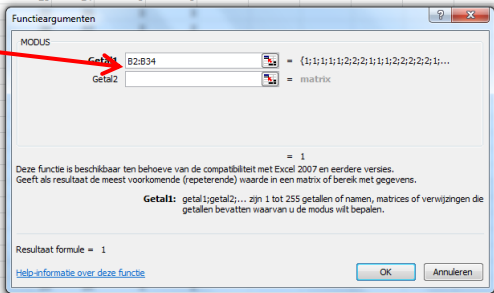 Functieargumenten
MODUS
Getal1 B2:B34 = {1;1;1;1;1;2;2;2;1;1;1;2;2;2;2;2;1;...
Getal2 = matrix
= 1
Deze functie is beschikbaar ten behoeve van de compatibiliteit met Excel 2007 en eerdere versies.
Geeft als resultaat de meest voorkomende (repeterende) waarde in een matrix of bereik met gegevens.
Getal1: getal1;getal2;... zijn 1 tot 255 getallen of namen, matrices of verwijzingen die
getallen bevatten waarvan u de modus wilt bepalen.
Resultaat formule = 1
Help-informatie over deze functie
OK Annuleren